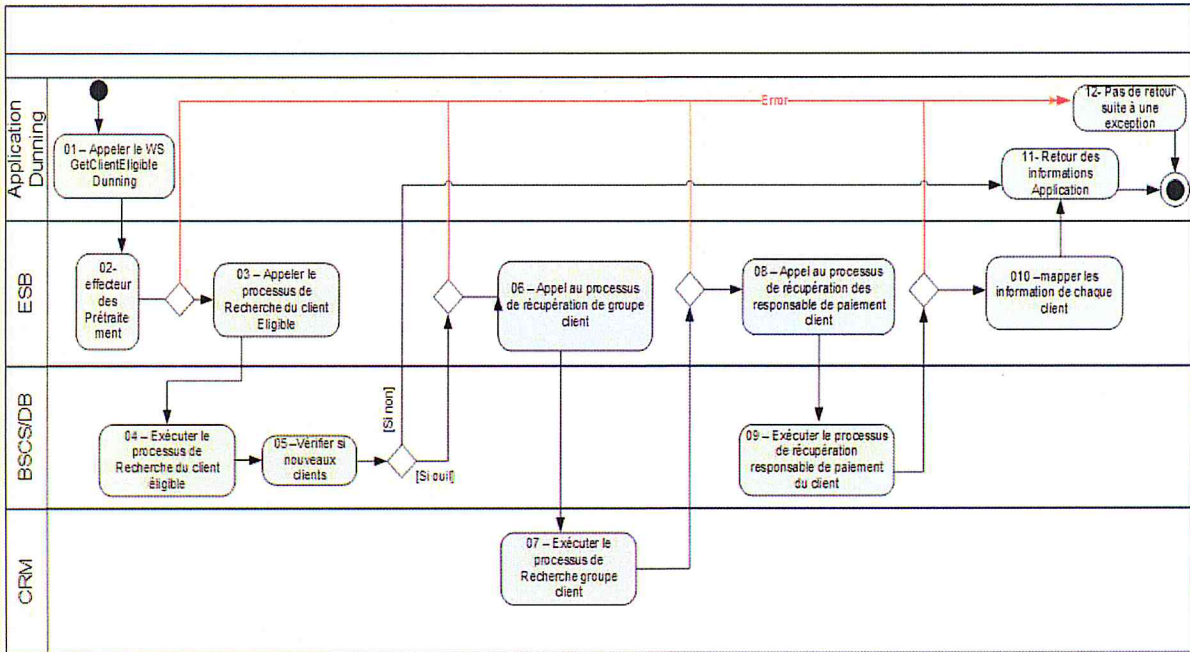 Application
Dunning
01 – Appeler le WS
GetClientEligible
Dunning
Error
12- Pas de retour
suite à une
exception
11- Retour des
informations
Application
ESB
02-
effecteur
des
Prétraite
ment
03 – Appeler le
processus de
Recherche du client
Eligible
06 – Appel au processus
de récupération de groupe
client
08 – Appel au processus
de récupération des
responsable de paiement
client
010 –mapper les
information de chaque
client
BSCS/DB
04 – Exécuter le
processus de
Recherche du client
éligible
05 –Vérifier si
nouveaux
clients
[Si non]
[Si ouil]
09 – Exécuter le processus
de récupération
responsable de paiement
du client
CRM
07 – Exécuter le
processus de
Recherche groupe
client